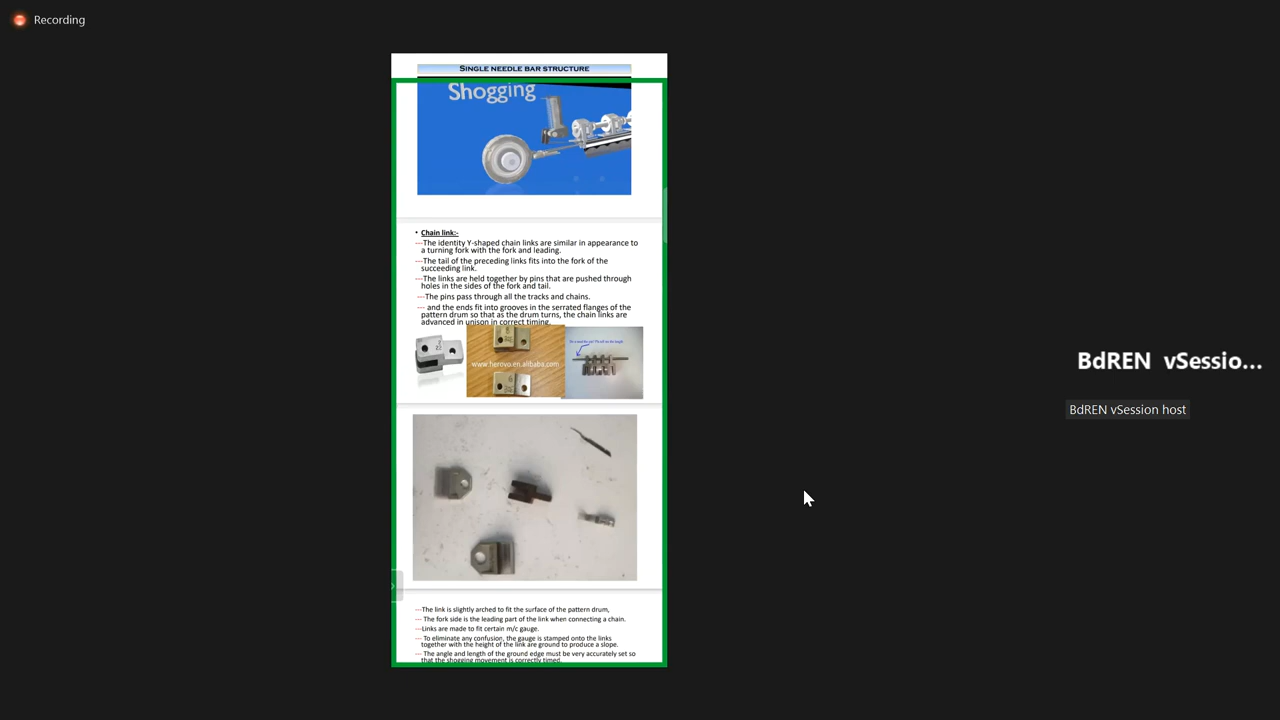 Recording
SINGLE NEEDLE BAR STRUCTURE
Shogging
• Chain link:-
---The identity Y-shaped chain links are similar in appearance to
a turning fork with the fork and leading.
---The tail of the preceding links fits into the fork of the
succeeding link.
---The links are held together by pins that are pushed through
holes in the sides of the fork and tail.
---The pins pass through all the tracks and chains.
--- and the ends fit into grooves in the serrated flanges of the
pattern drum so that as the drum turns, the chain links are
advanced in unison in correct timing.
www.herovo.en.alibaba.com
BdREN vSessio...
BdREN vSession host
---The link is slightly arched to fit the surface of the pattern drum,
--- The fork side is the leading part of the link when connecting a chain.
---Links are made to fit certain m/c gauge.
--- To eliminate any confusion, the gauge is stamped onto the links
together with the height of the link are ground to produce a slope.
--- The angle and length of the ground edge must be very accurately set so
that the shogging movement is correctly timed.